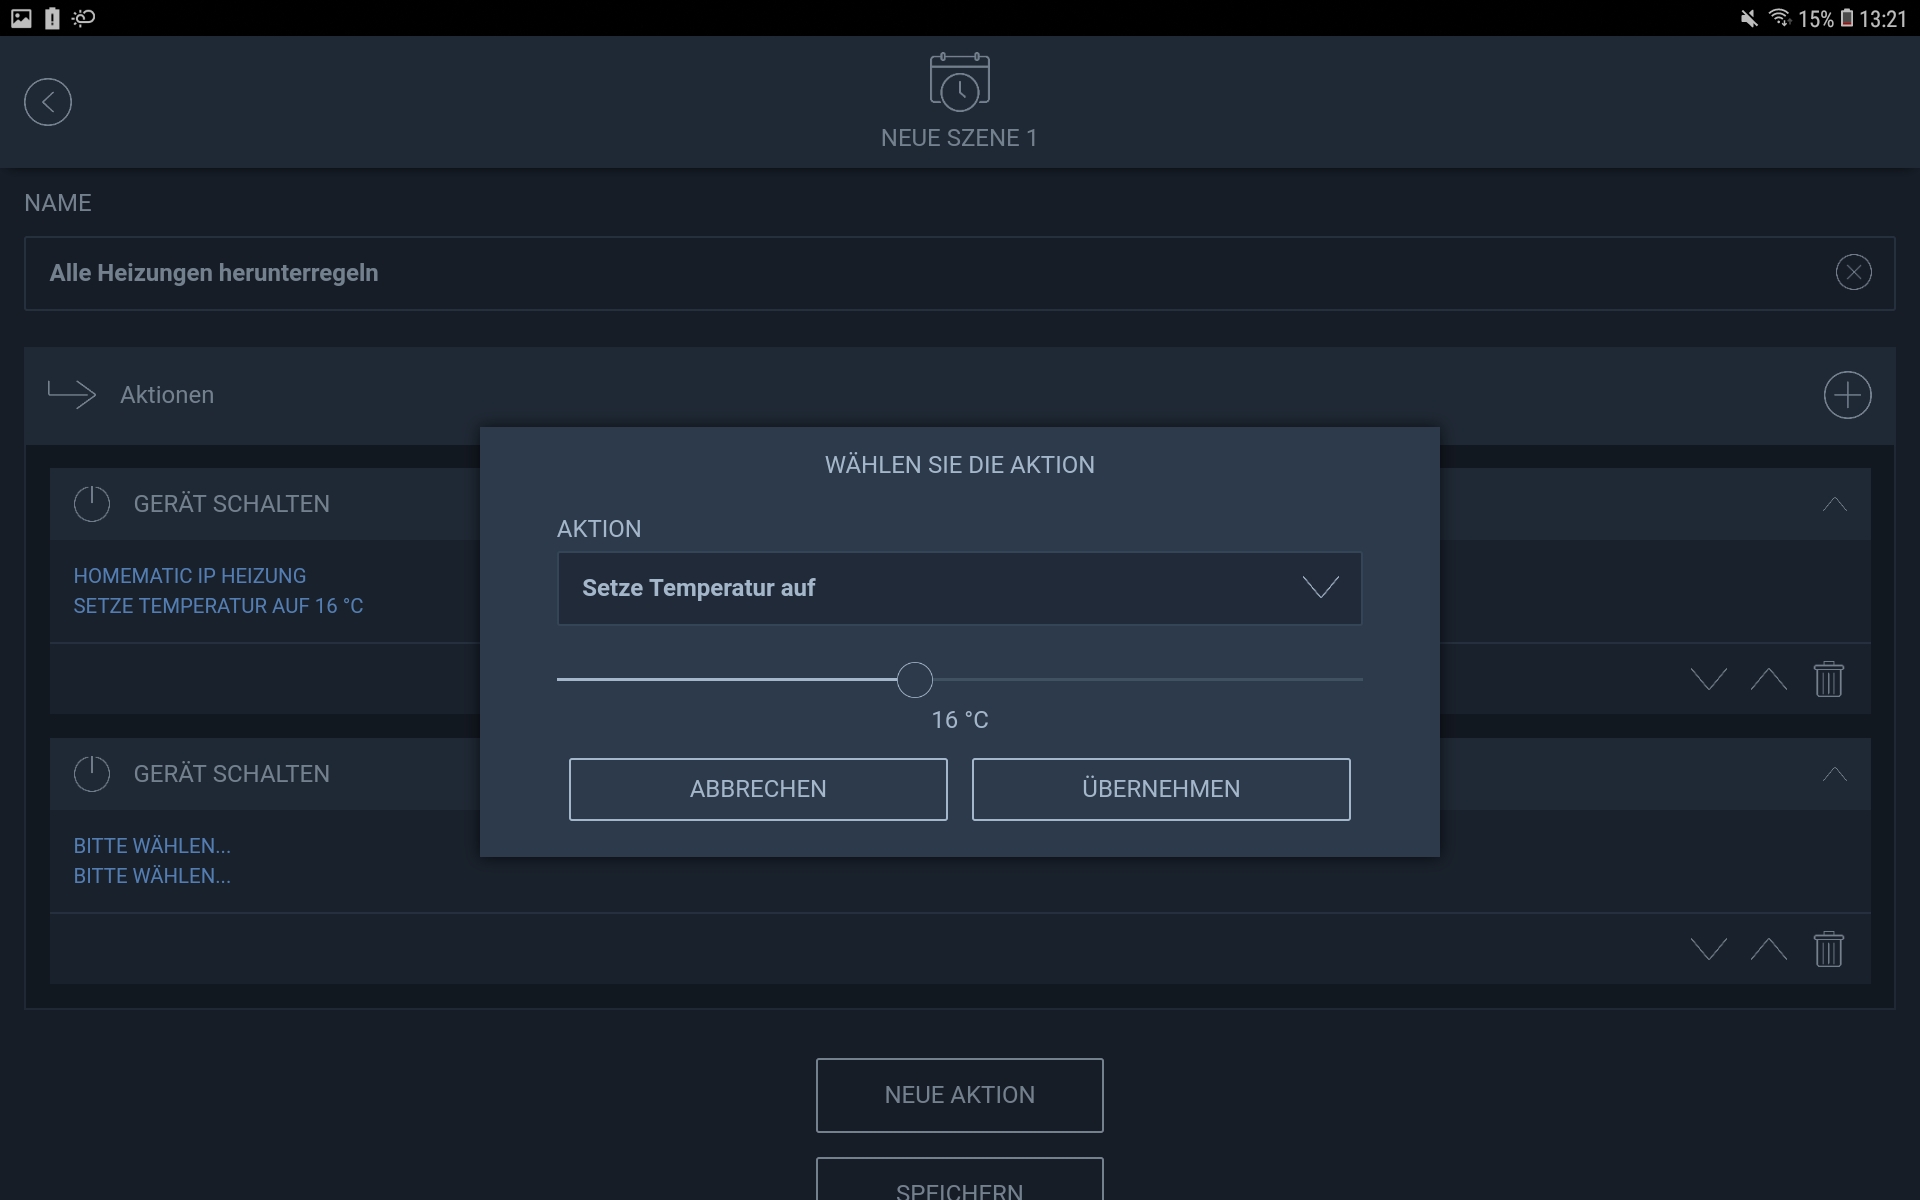 15% 13:21
NEUE SZENE 1
NAME
Alle Heizungen herunterregeln
Aktionen
GERÄT SCHALTEN
HOMEMATIC IP HEIZUNG
SETZE TEMPERATUR AUF 16 °C
GERÄT SCHALTEN
BITTE WÄHLEN...
BITTE WÄHLEN...
WÄHLEN SIE DIE AKTION
AKTION
Setze Temperatur auf
16 °C
ABBRECHEN
ÜBERNEHMEN
NEUE AKTION
SPEICHERN